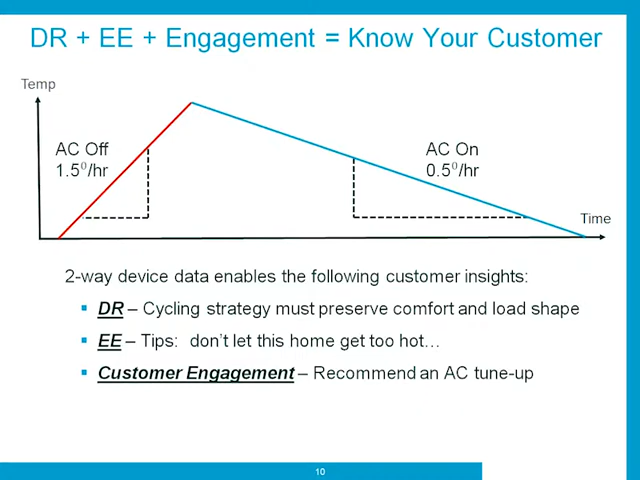 DR + EE + Engagement = Know Your Customer
Temp
AC Off
1.5⁰/hr
AC On
0.5⁰/hr
Time
2-way device data enables the following customer insights:
▪ DR – Cycling strategy must preserve comfort and load shape
▪ EE – Tips: don't let this home get too hot…
▪ Customer Engagement – Recommend an AC tune-up
10